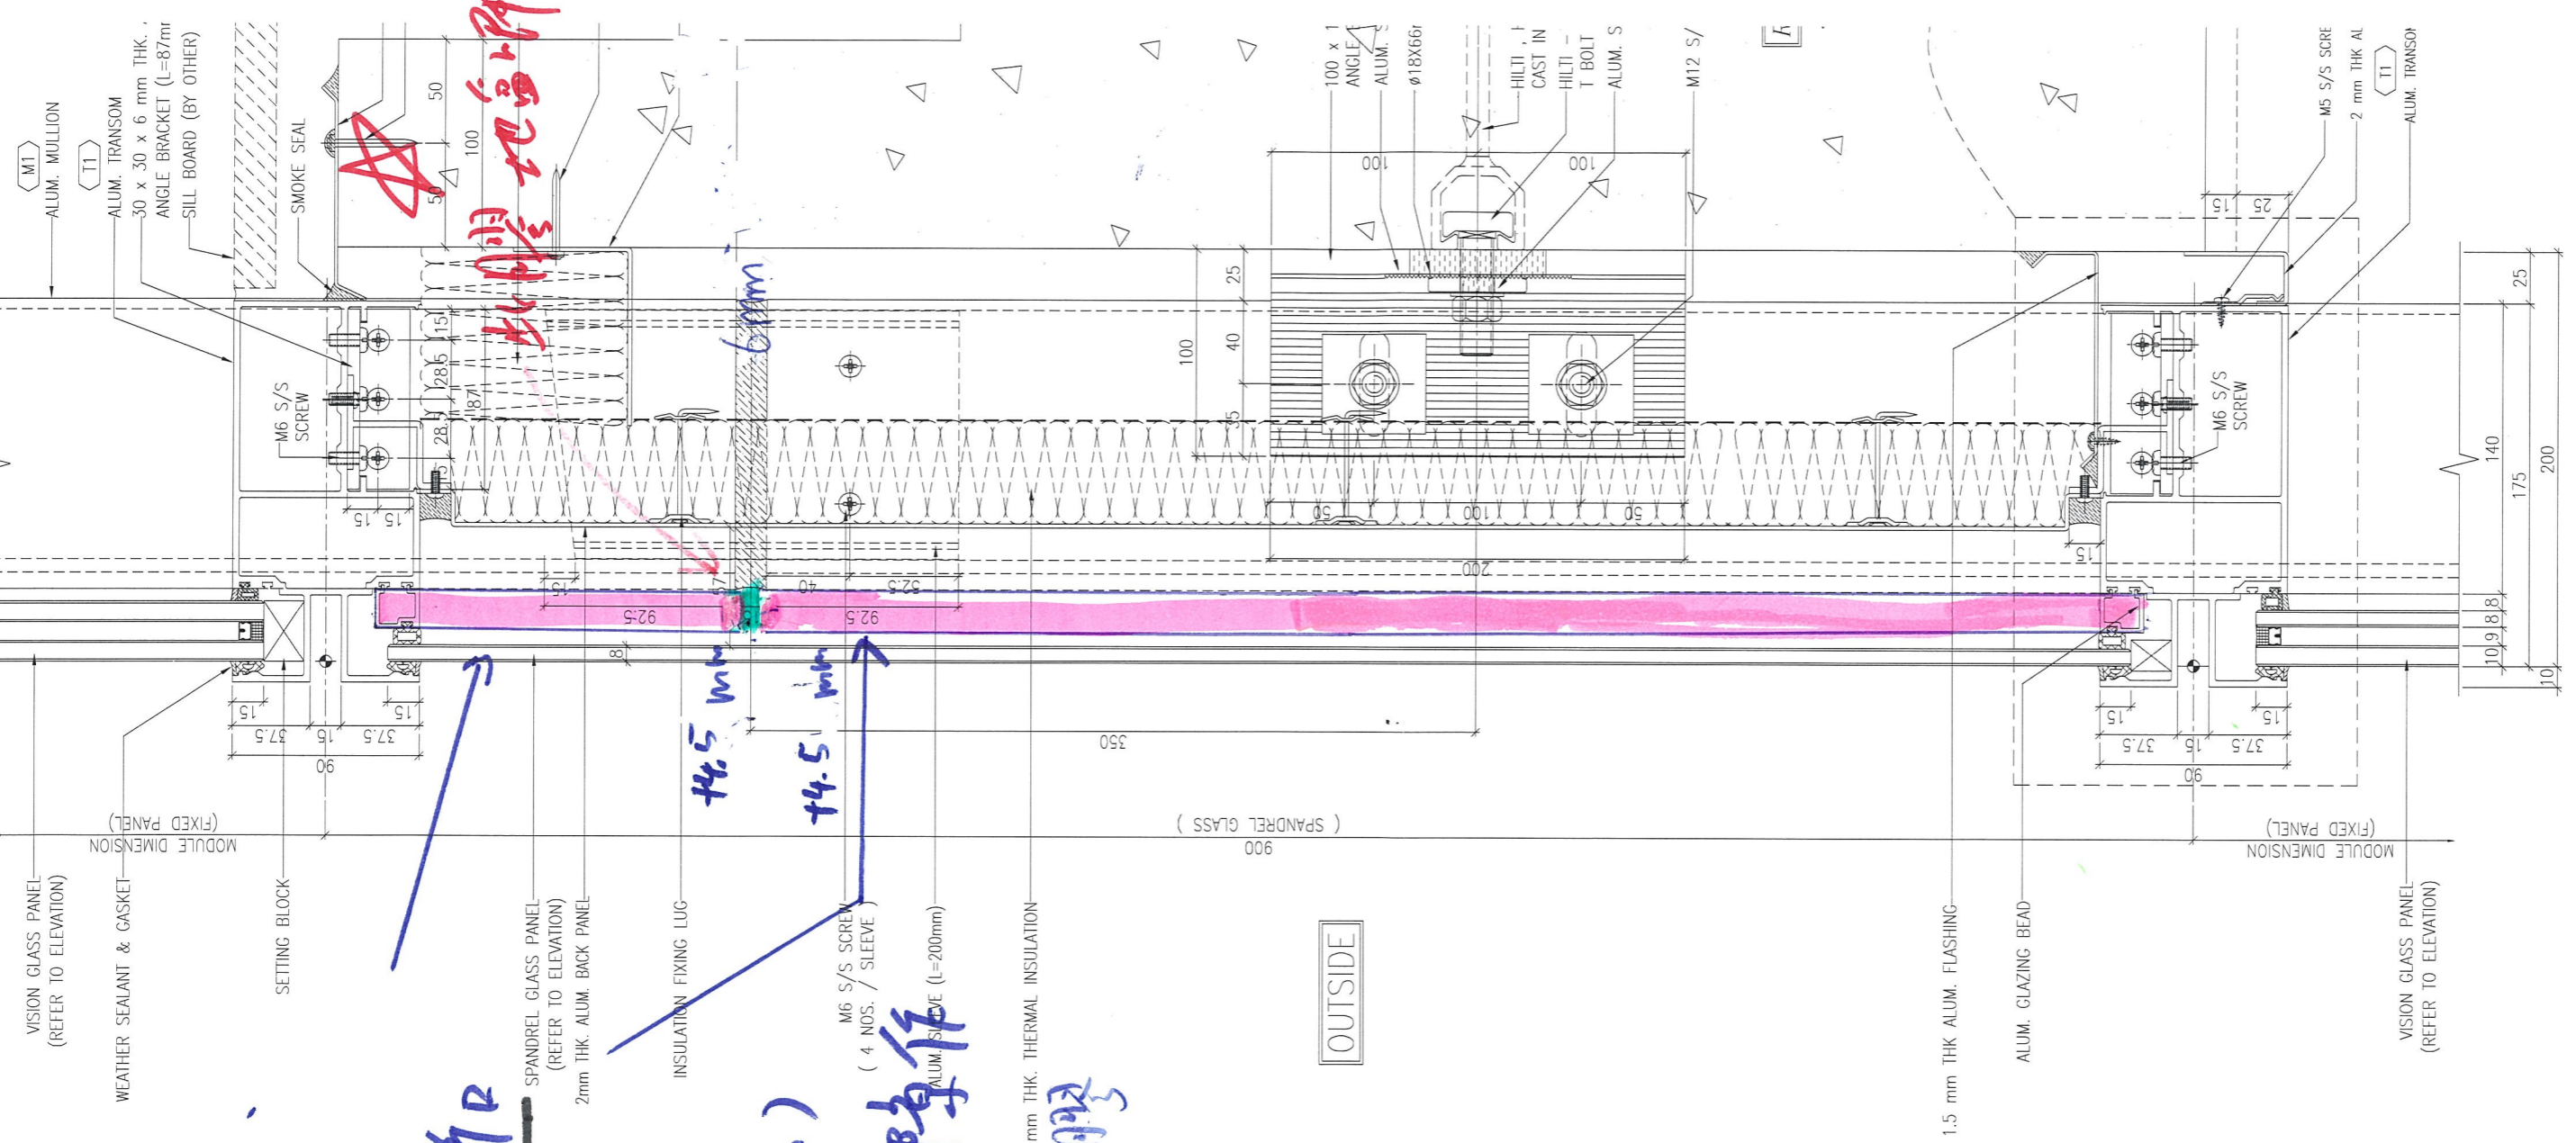 M1
ALUM. MULLION
T1
ALUM. TRANSOM
30 x 30 x 6 mm THK.
ANGLE BRACKET (L=87mm
SILL BOARD (BY OTHER)
SMOKE SEAL
50
50
100
6mm
100 x 1
ANGLE
ALUM. S
ø18X66
HILTI , H
CAST IN
HILTI -
T BOLT
ALUM. S
M12 S/
100
100
M5 S/S SCRE
2 mm THK AL
T1
ALUM. TRANSOM
15
25
M6 S/S
SCREW
15
28.5
28.5
87
15
15
25
40
35
100
50
100
50
200
M6 S/S
SCREW
15
25
140
175
200
8
8
9
10
10
15
40
32.5
92.5
92.5
8
+4.5 mm
+4.5 mm
15
15
37.5
15
37.5
90
350
15
15
37.5
15
37.5
90
MODULE DIMENSION
(FIXED PANEL)
900
( SPANDREL GLASS )
MODULE DIMENSION
(FIXED PANEL)
VISION GLASS PANEL
(REFER TO ELEVATION)
WEATHER SEALANT & GASKET
SETTING BLOCK
SPANDREL GLASS PANEL
(REFER TO ELEVATION)
2mm THK. ALUM. BACK PANEL
INSULATION FIXING LUG
M6 S/S SCREW
( 4 NOS. / SLEEVE )
ALUM. SLEEVE (L=200mm)
mm THK. THERMAL INSULATION
OUTSIDE
1.5 mm THK ALUM. FLASHING
ALUM. GLAZING BEAD
VISION GLASS PANEL
(REFER TO ELEVATION)